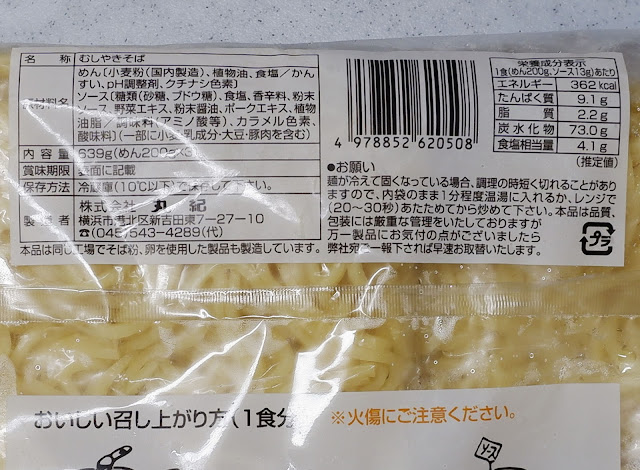 名称 むしやきそば
めん〔小麦粉(国内製造)、植物油、食塩／かん
すい、pH調整剤、クチナシ色素〕
原材料名 ソース〔糖類(砂糖、ブドウ糖)、食塩、香辛料、粉末
ソース、野菜エキス、粉末醤油、ポークエキス、植物
油脂／調味料(アミノ酸等)、カラメル色素、
酸味料〕(一部に小麦・乳成分・大豆・豚肉を含む)
内容量 639g(めん200g×3)
賞味期限 表面に記載
保存方法 冷蔵庫(10℃以下)で保存して下さい。
製造者 株式会社 丸紀
横浜市港北区新吉田東7-27-10
☎(045)543-4289(代)
本品は同じ工場でそば粉、卵を使用した製品も製造しています。
4 978852 620508
栄養成分表示
1食(めん200g、ソース13g)あたり
エネルギー 362kcal
たんぱく質 9.1g
脂質 2.2g
炭水化物 73.0g
食塩相当量 4.1g
(推定値)
●お願い
麺が冷えて固くなっている場合、調理の時短く切れることがあり
ますので、内袋のまま1分程度温湯に入れるか、レンジで
(20～30秒)あたためてから炒めて下さい。本品は品質、
包装には厳重な管理をいたしておりますが
万一製品にお気付の点がございましたら
弊社宛ご一報下されば早速お取替いたします。
プラ
おいしい召し上がり方(1食分
※火傷にご注意ください。
ソース